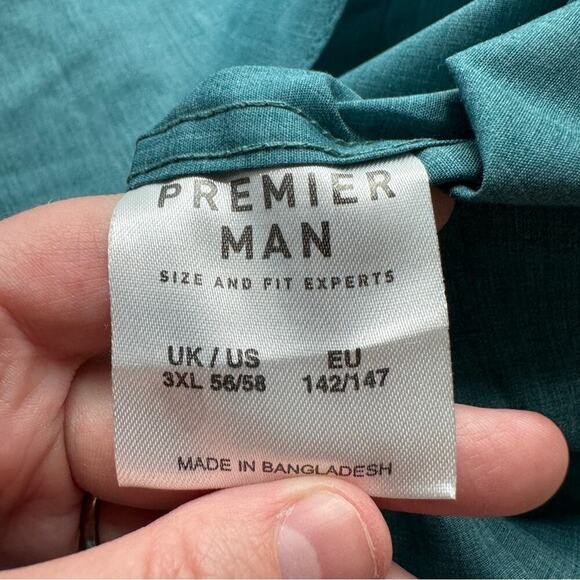 PREMIER
MAN
SIZE AND FIT EXPERTS
UK / US EU
3XL 56/58 142/147
MADE IN BANGLADESH